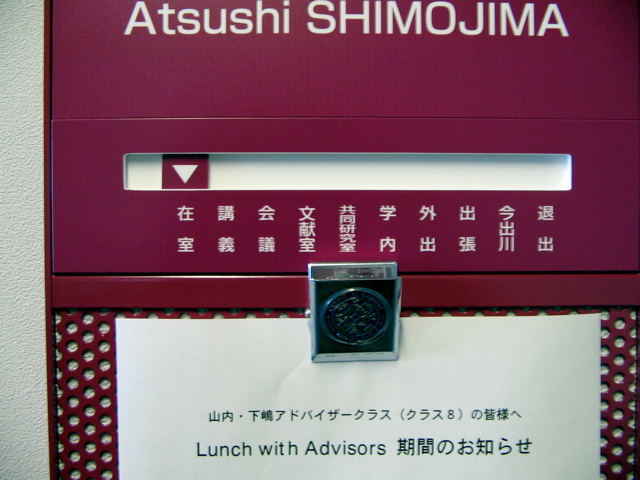 Atsushi SHIMOJIMA
在室 講義 会議 文献室 共同研究室 学内 外出 出張 今出川 退出
山内・下嶋アドバイザークラス（クラス８）の皆様へ
Lunch with Advisors 期間のお知らせ